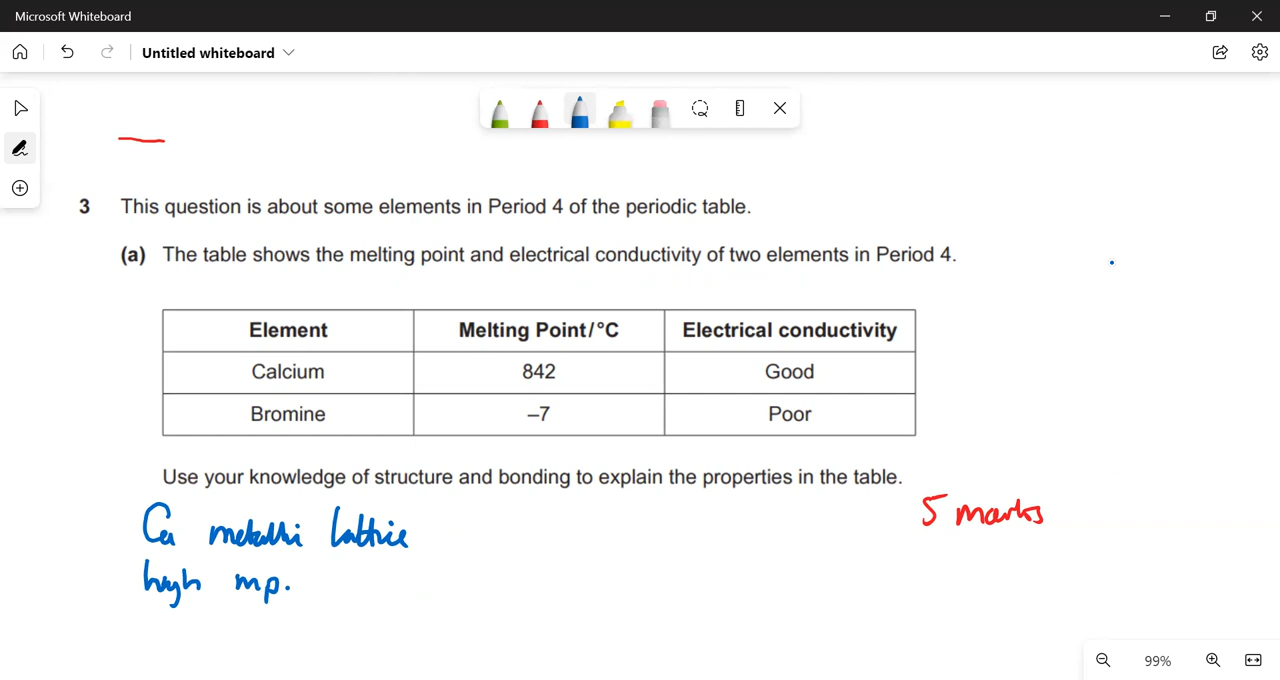 Microsoft Whiteboard
Untitled whiteboard
3 This question is about some elements in Period 4 of the periodic table.
(a) The table shows the melting point and electrical conductivity of two elements in Period 4.
Element Melting Point/°C Electrical conductivity
Calcium 842 Good
Bromine –7 Poor
Use your knowledge of structure and bonding to explain the properties in the table.
5 marks
Ca metallic lattice
high mp.
99%